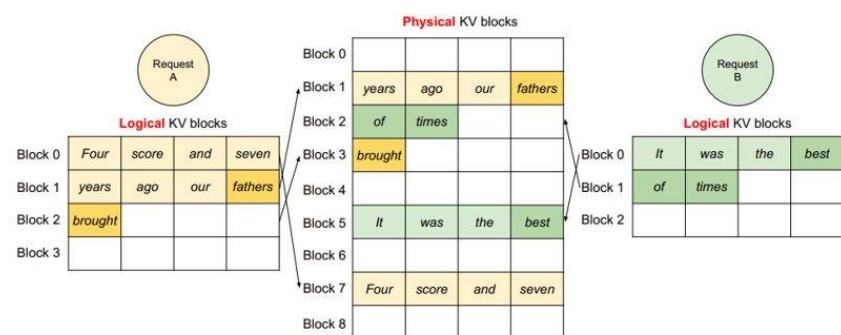 Physical KV blocks
Request A
Request B
Logical KV blocks
Block 0 Four score and seven
Block 1 years ago our fathers
Block 2 brought
Block 3
Block 0
Block 1 years ago our fathers
Block 2 of times
Block 3 brought
Block 4
Block 5 It was the best
Block 6
Block 7 Four score and seven
Block 8
Logical KV blocks
Block 0 It was the best
Block 1 of times
Block 2